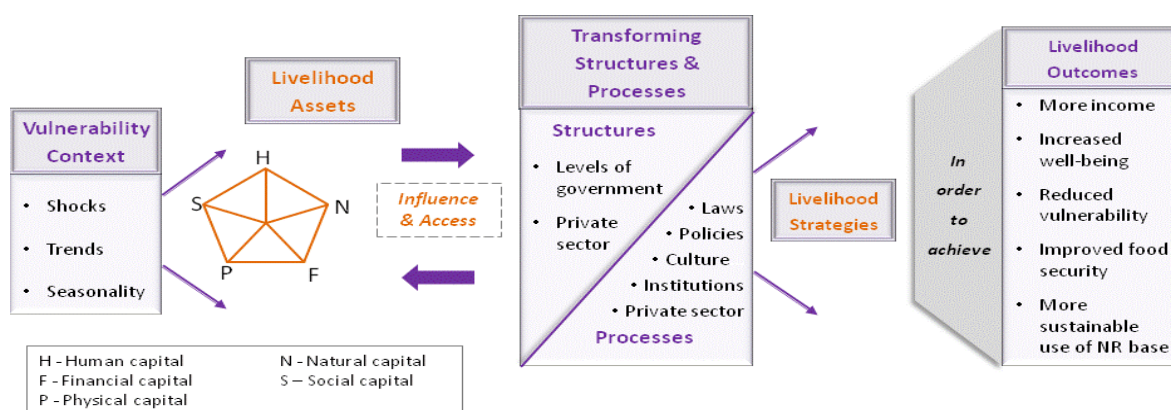 Vulnerability
Context
• Shocks
• Trends
• Seasonality
Livelihood
Assets
H
S
N
P
F
Influence
& Access
Transforming
Structures &
Processes
Structures
• Levels of
government
• Private
sector
• Laws
• Policies
• Culture
• Institutions
• Private sector
Processes
Livelihood
Strategies
In
order
to
achieve
Livelihood
Outcomes
• More income
• Increased
well-being
• Reduced
vulnerability
• Improved food
security
• More
sustainable
use of NR base
H - Human capital
N - Natural capital
F - Financial capital
S – Social capital
P - Physical capital